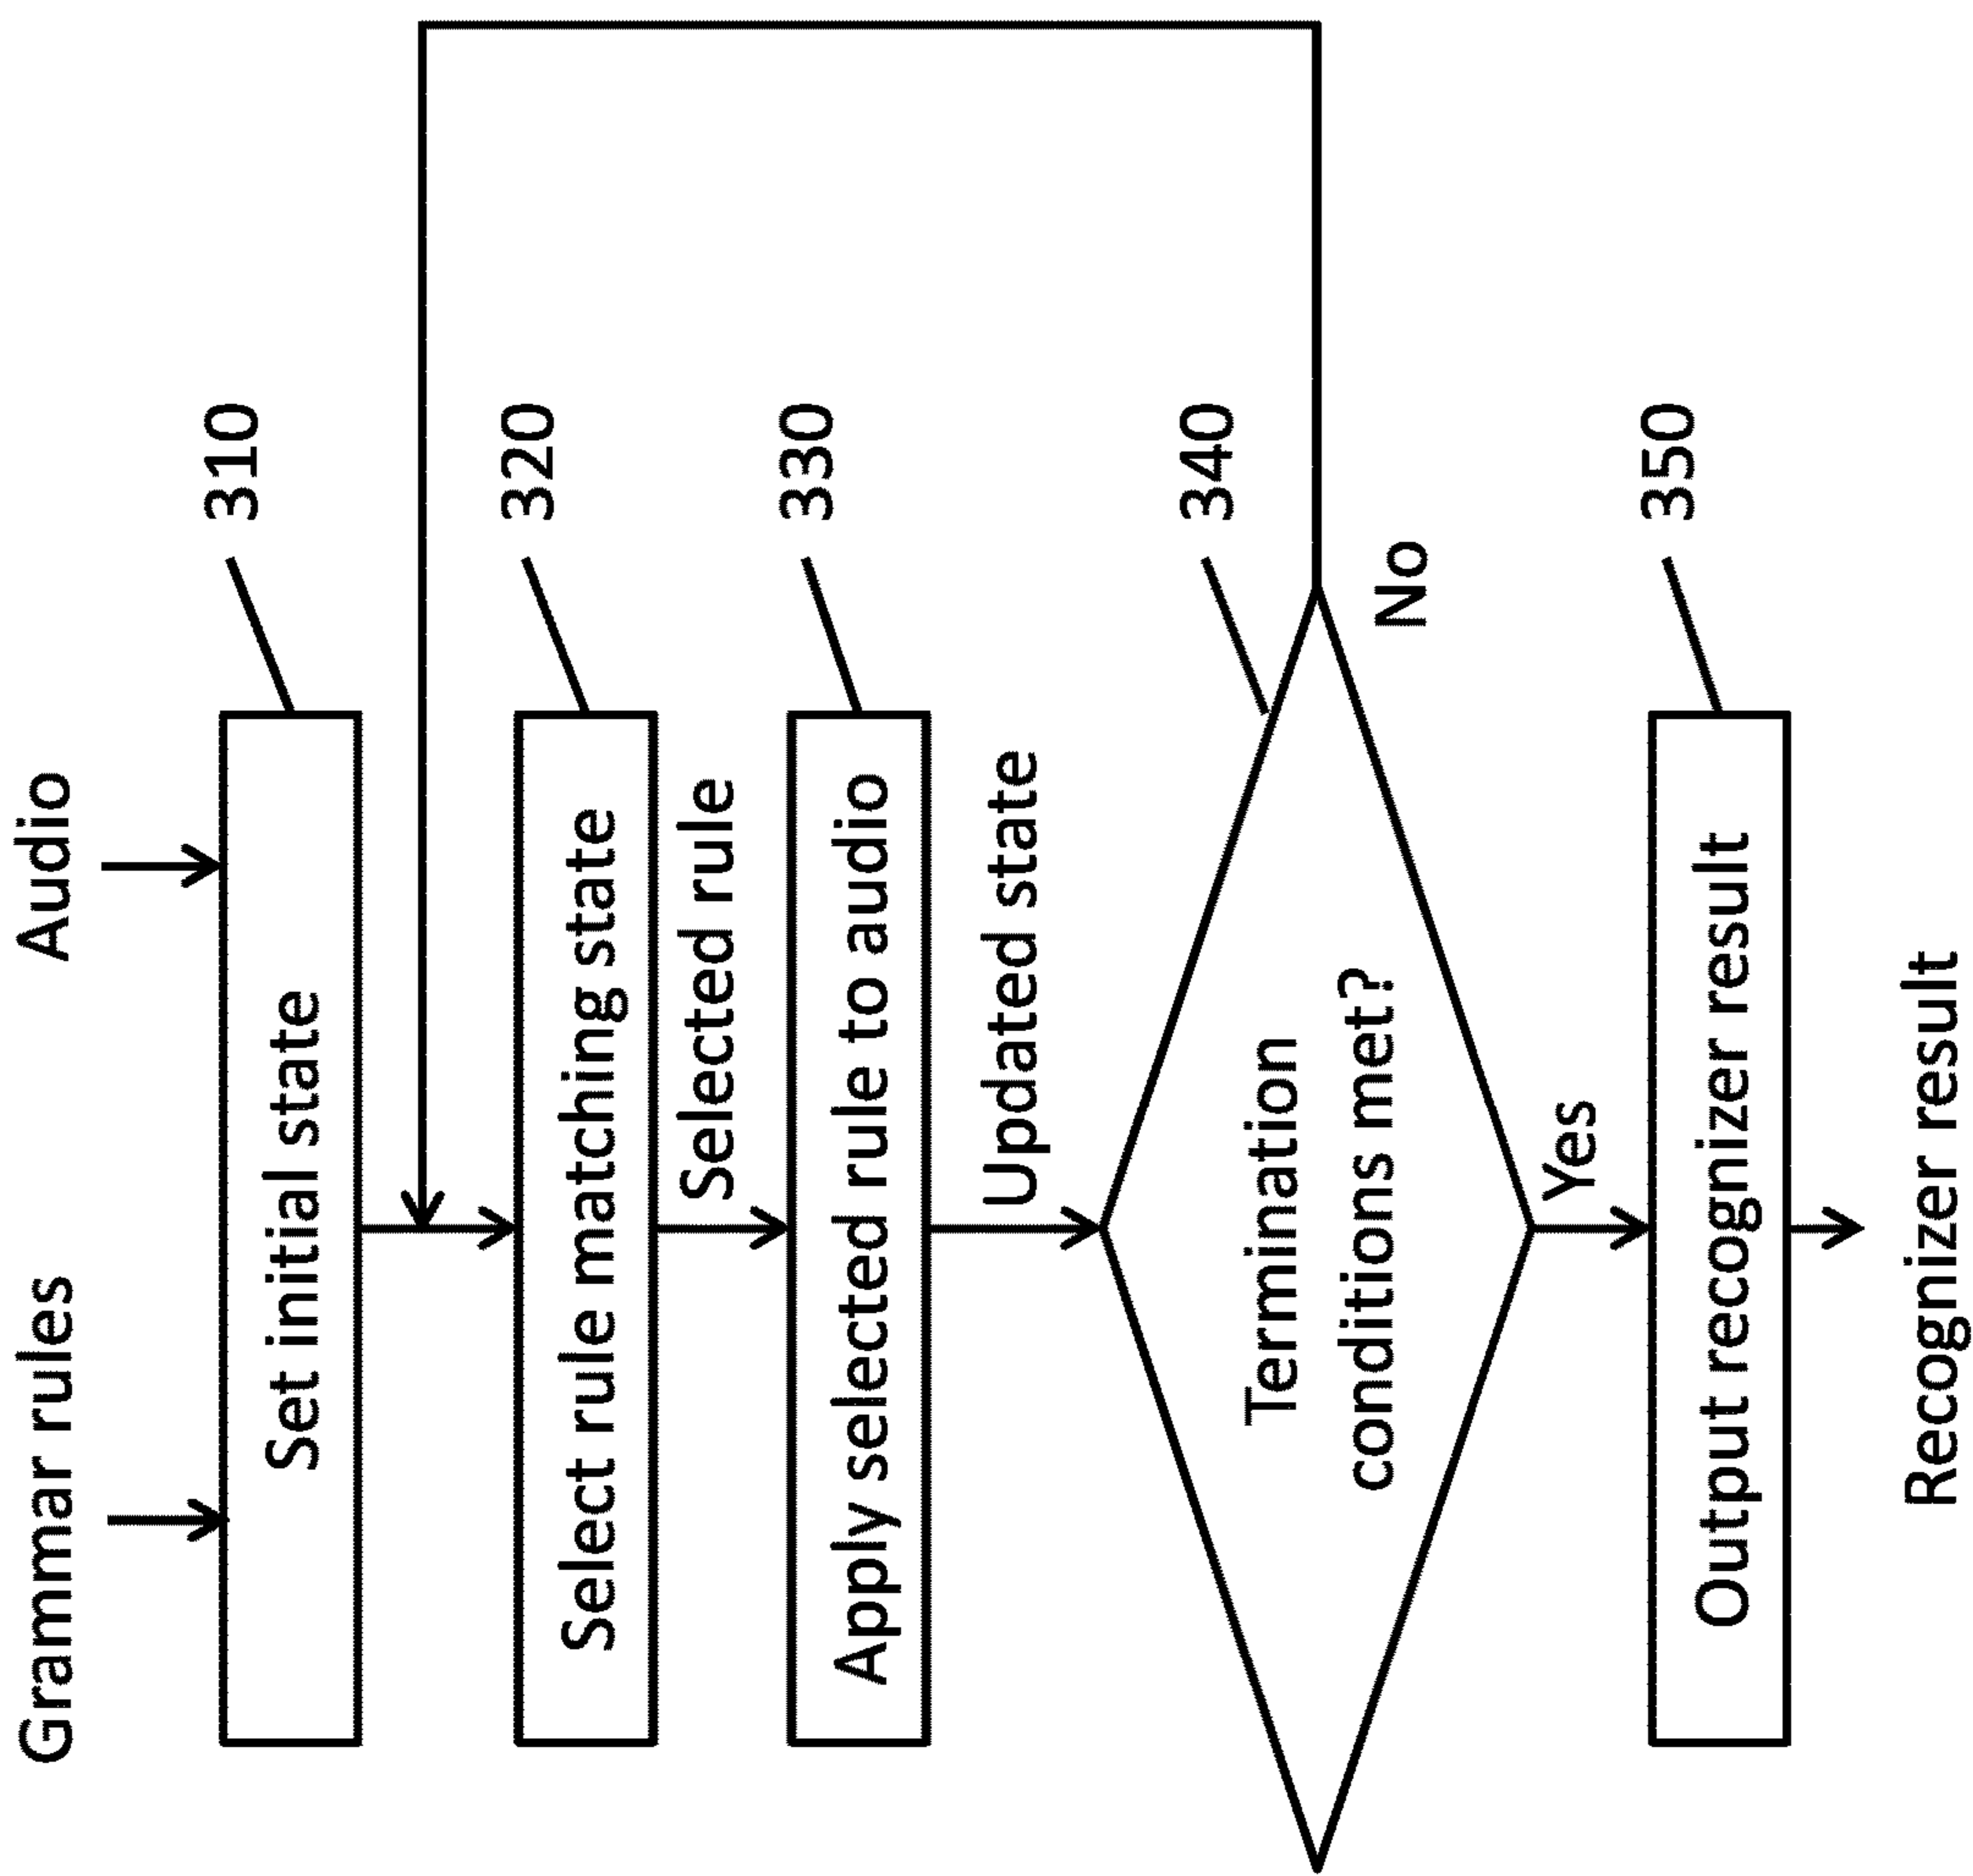 Grammar rules
Audio
Set initial state
310
Select rule matching state
320
Selected rule
Apply selected rule to audio
330
Updated state
340
Termination
conditions met?
No
Yes
Output recognizer result
350
Recognizer result